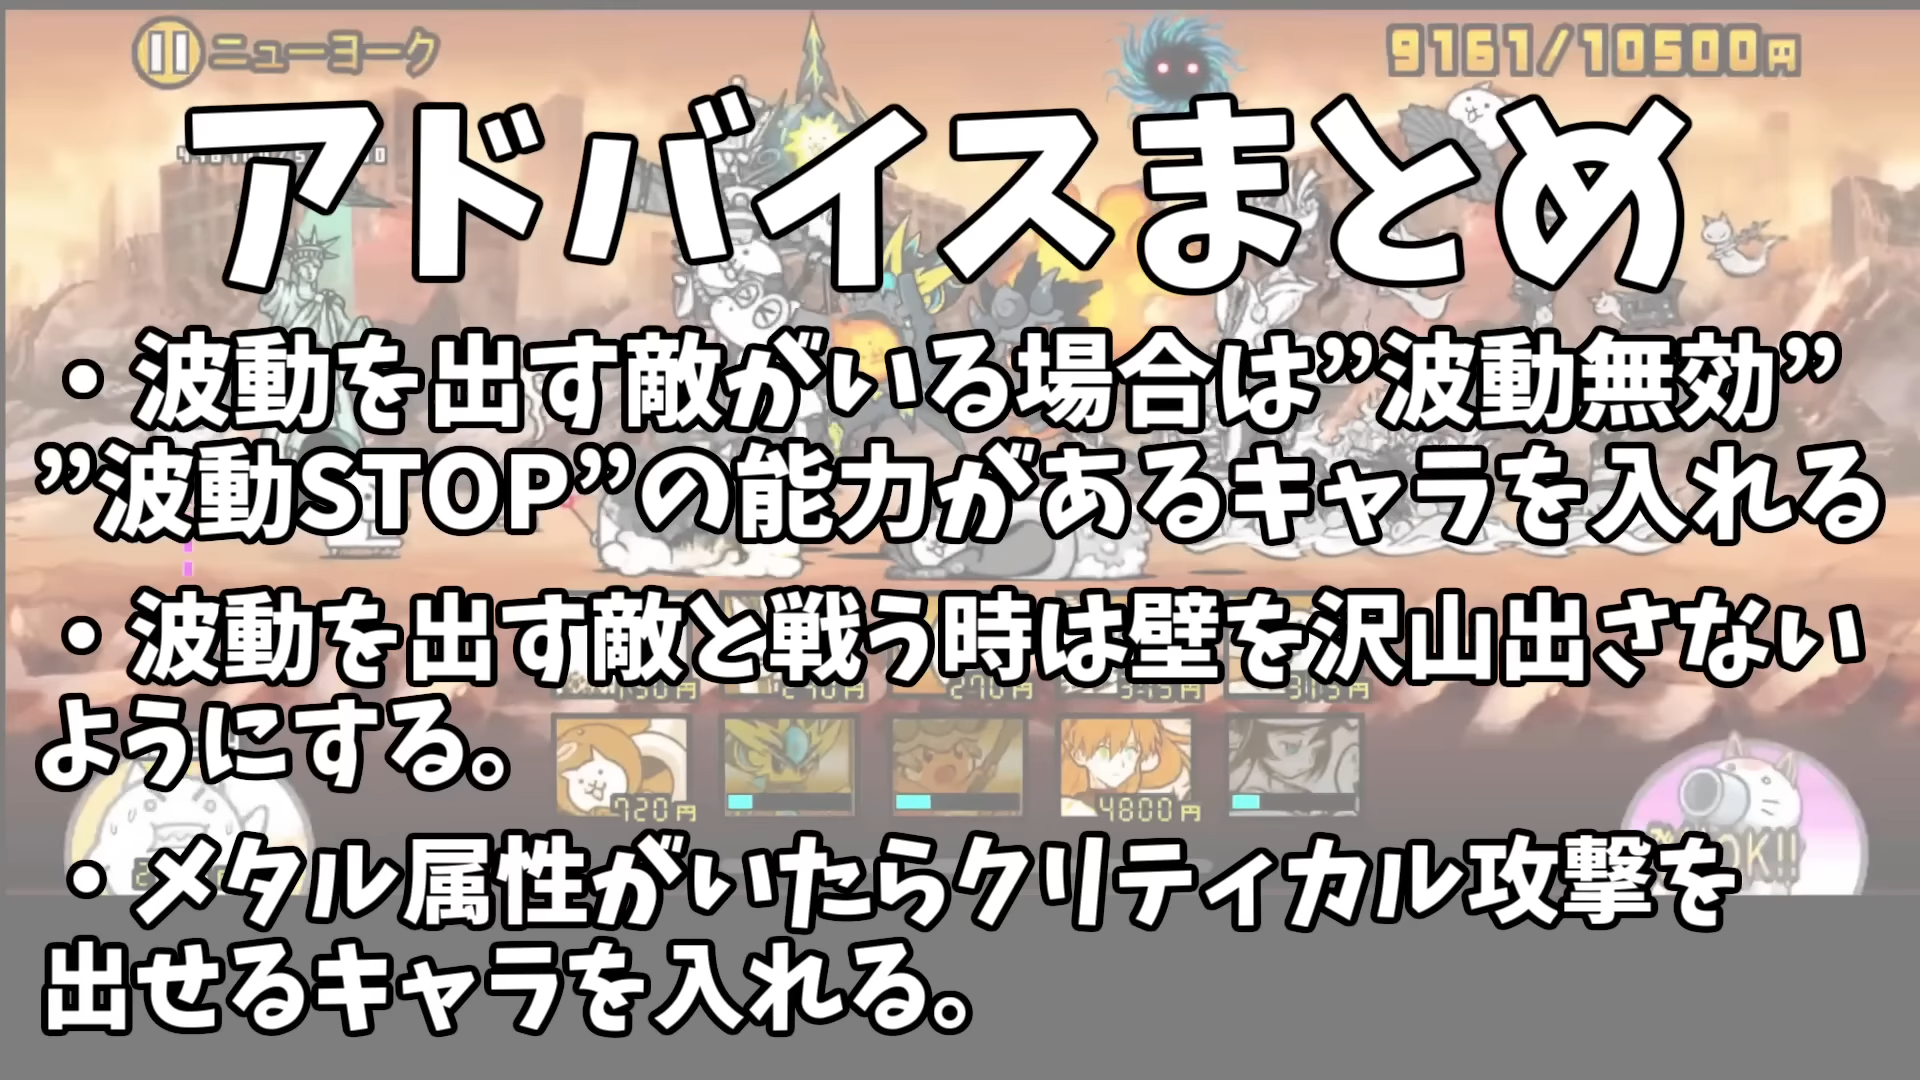 ニューヨーク
9161/10500円
アドバイスまとめ
・波動を出す敵がいる場合は”波動無効”
”波動STOP”の能力があるキャラを入れる
・波動を出す敵と戦う時は壁を沢山出さない
ようにする。
720円
4800円
OK!!
・メタル属性がいたらクリティカル攻撃を
出せるキャラを入れる。